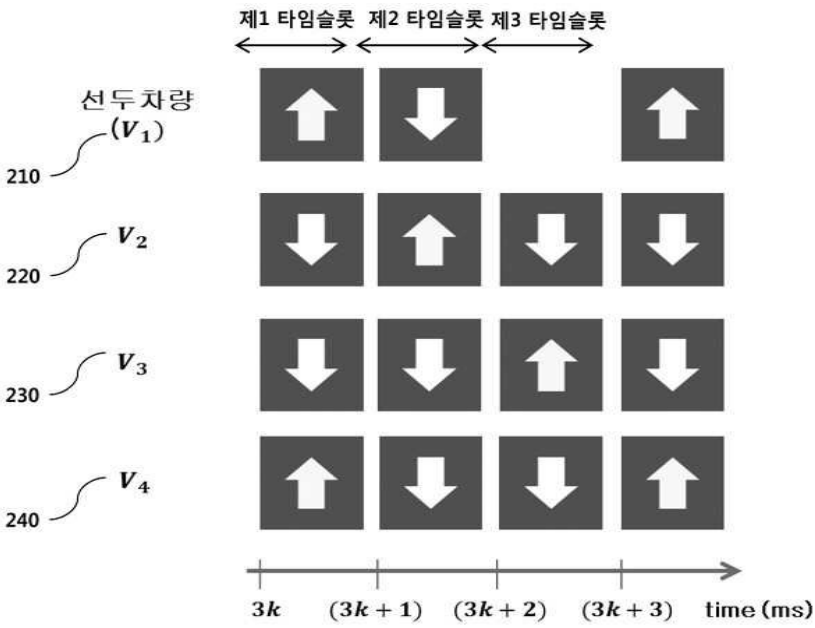 제1 타임슬롯 제2 타임슬롯 제3 타임슬롯
선두차량
(V₁)
210
V₂
220
V₃
230
V₄
240
3k (3k + 1) (3k + 2) (3k + 3) time (ms)